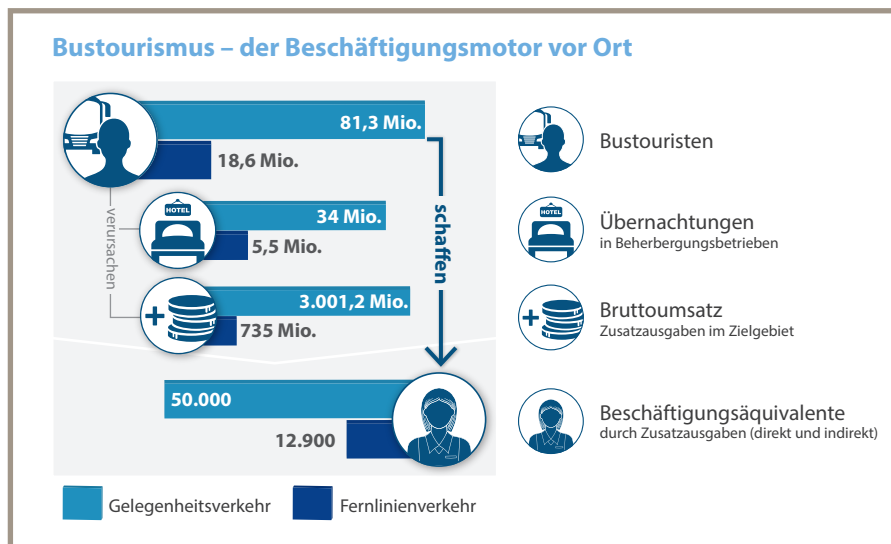 Bustourismus – der Beschäftigungsmotor vor Ort
81,3 Mio.
18,6 Mio.
verursachen
HOTEL
34 Mio.
5,5 Mio.
schaffen
+
3.001,2 Mio.
735 Mio.
50.000
12.900
Bustouristen
HOTEL
Übernachtungen
in Beherbergungsbetrieben
+
Bruttoumsatz
Zusatzausgaben im Zielgebiet
Beschäftigungsäquivalente
durch Zusatzausgaben (direkt und indirekt)
Gelegenheitsverkehr
Fernlinienverkehr